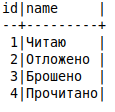 id|name      |
--+----------+
 1|Читаю     |
 2|Отложено  |
 3|Брошено   |
 4|Прочитано|